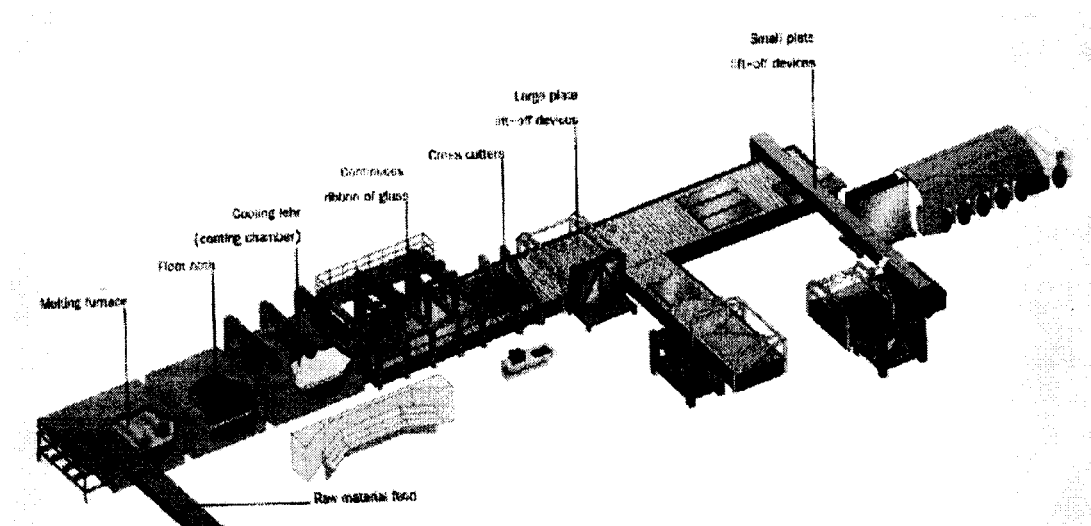 Small plate
lift-off devices
Large plate
lift-off devices
Cross cutters
Continuous
ribbon of glass
Cooling lehr
(coating chamber)
Float bath
Melting furnace
Raw material feed